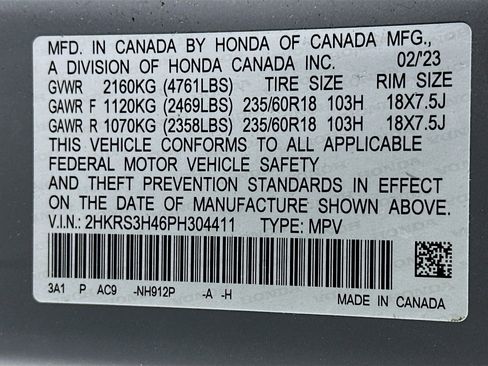 MFD. IN CANADA BY HONDA OF CANADA MFG.,
A DIVISION OF HONDA CANADA INC. 02/'23
GVWR 2160KG (4761LBS) TIRE SIZE RIM SIZE
GAWR F 1120KG (2469LBS) 235/60R18 103H 18X7.5J
GAWR R 1070KG (2358LBS) 235/60R18 103H 18X7.5J
THIS VEHICLE CONFORMS TO ALL APPLICABLE
FEDERAL MOTOR VEHICLE SAFETY
AND THEFT PREVENTION STANDARDS IN EFFECT
ON THE DATE OF MANUFACTURE SHOWN ABOVE.
V.I.N.: 2HKRS3H46PH304411 TYPE: MPV
3A1 P AC9 -NH912P -A -H
MADE IN CANADA